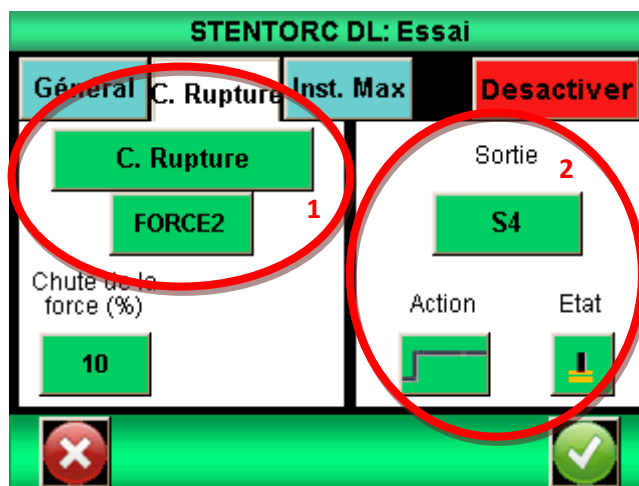 STENTORC DL: Essai
Général C. Rupture Inst. Max Desactiver
C. Rupture
FORCE2
1
Chute de la
force (%)
10
Sortie
2
S4
Action Etat